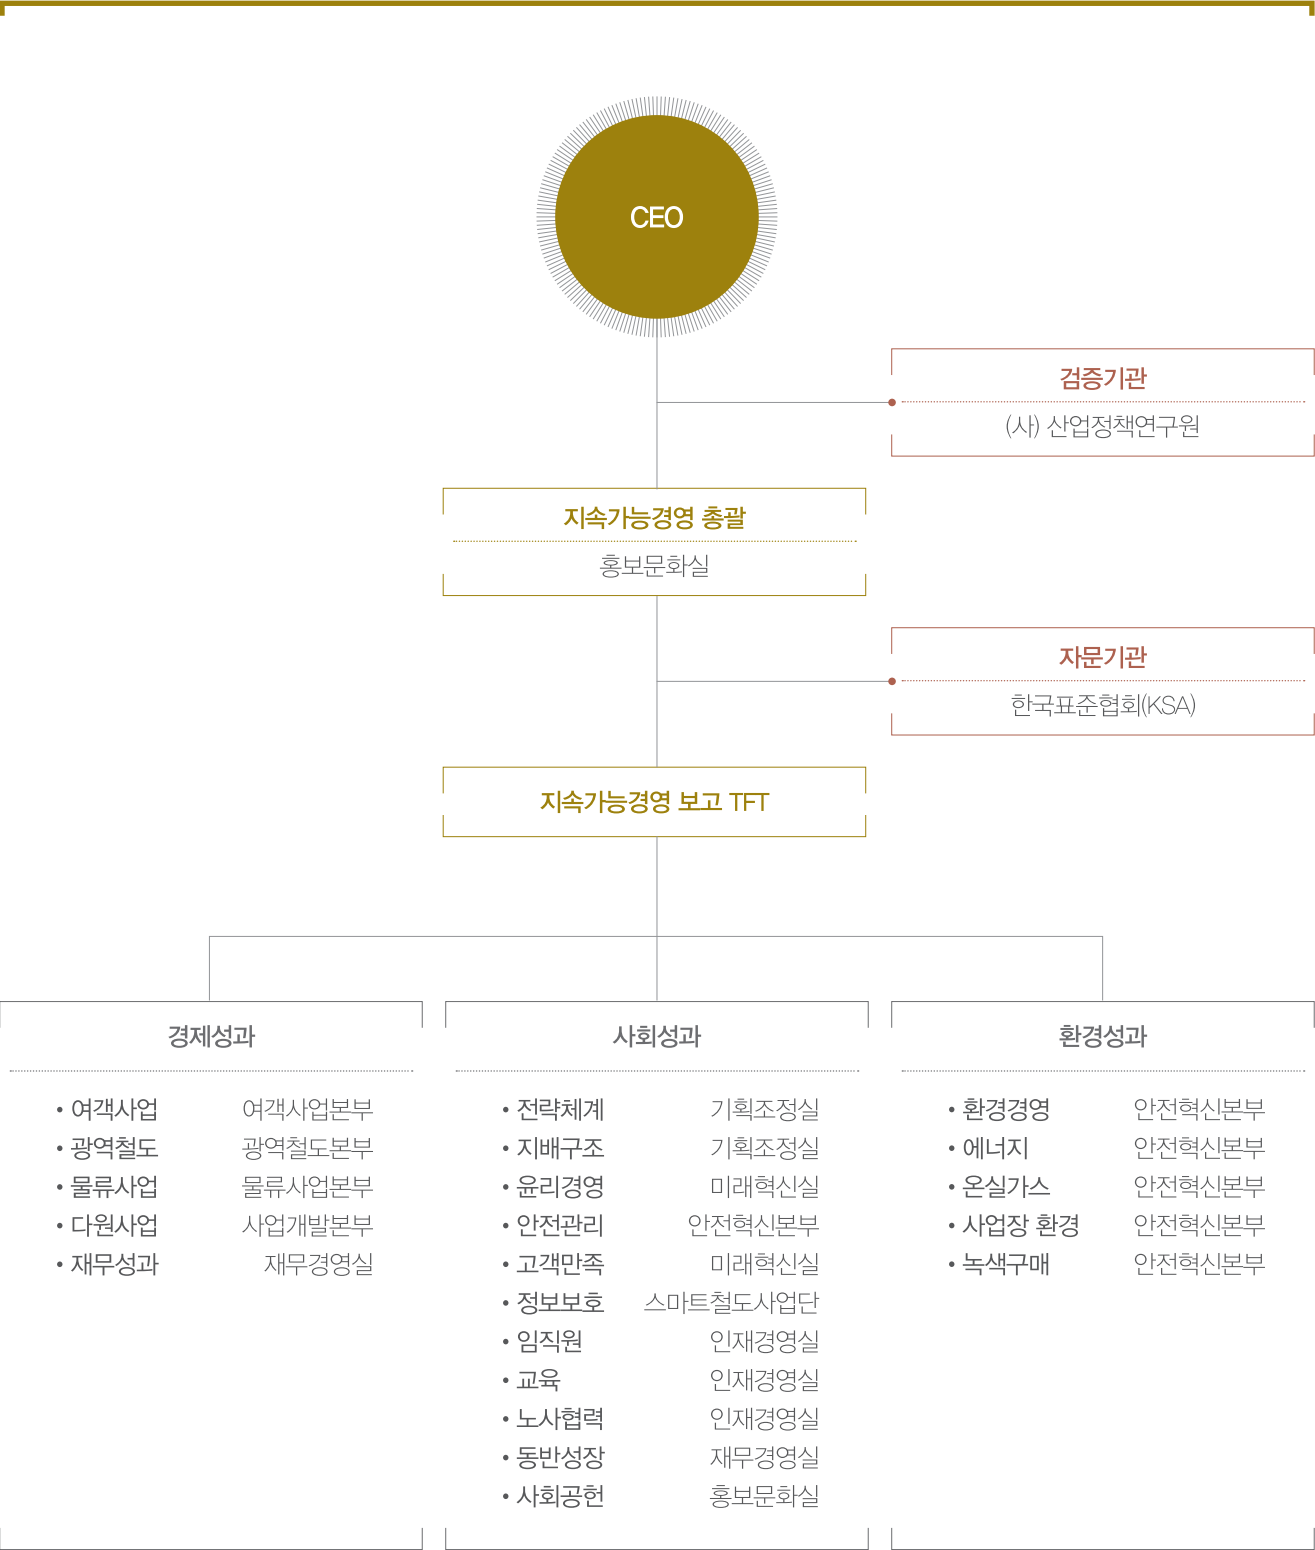 CEO
검증기관
(사) 산업정책연구원
지속가능경영 총괄
홍보문화실
자문기관
한국표준협회(KSA)
지속가능경영 보고 TFT
경제성과
• 여객사업 여객사업본부
• 광역철도 광역철도본부
• 물류사업 물류사업본부
• 다원사업 사업개발본부
• 재무성과 재무경영실
사회성과
• 전략체계 기획조정실
• 지배구조 기획조정실
• 윤리경영 미래혁신실
• 안전관리 안전혁신본부
• 고객만족 미래혁신실
• 정보보호 스마트철도사업단
• 임직원 인재경영실
• 교육 인재경영실
• 노사협력 인재경영실
• 동반성장 재무경영실
• 사회공헌 홍보문화실
환경성과
• 환경경영 안전혁신본부
• 에너지 안전혁신본부
• 온실가스 안전혁신본부
• 사업장 환경 안전혁신본부
• 녹색구매 안전혁신본부